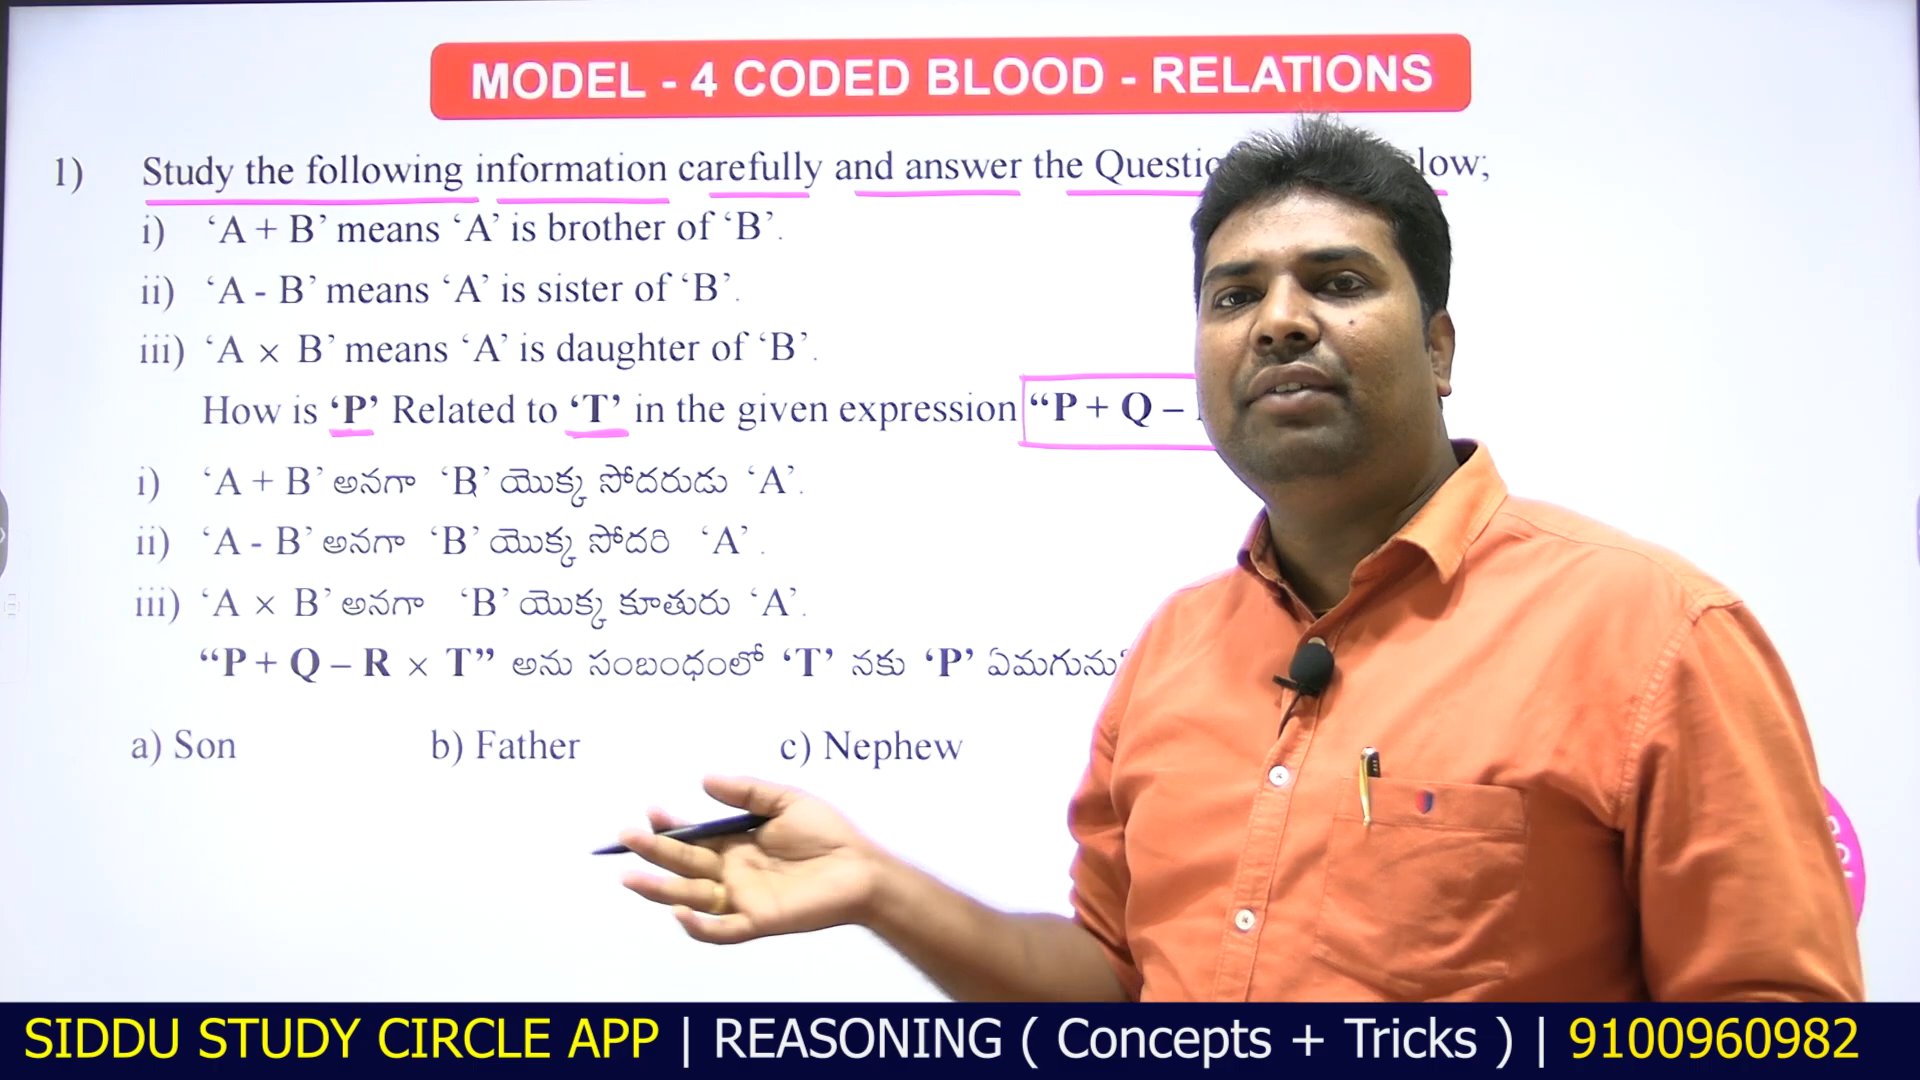 MODEL - 4 CODED BLOOD - RELATIONS
1) Study the following information carefully and answer the low;
i) ‘A + B’ means ‘A’ is brother of ‘B’.
ii) ‘A - B’ means ‘A’ is sister of ‘B’.
iii) ‘A × B’ means ‘A’ is daughter of ‘B’.
How is ‘P’ Related to ‘T’ in the given expression “P + Q –
i) ‘A + B’ అనగా ‘B’ యొక్క సోదరుడు ‘A’.
ii) ‘A - B’ అనగా ‘B’ యొక్క సోదరి ‘A’ .
iii) ‘A × B’ అనగా ‘B’ యొక్క కూతురు ‘A’.
“P + Q – R × T” అను సంబంధంలో ‘T’ నకు ‘P’ ఏమగును?
a) Son b) Father c) Nephew
SIDDU STUDY CIRCLE APP | REASONING ( Concepts + Tricks ) | 9100960982